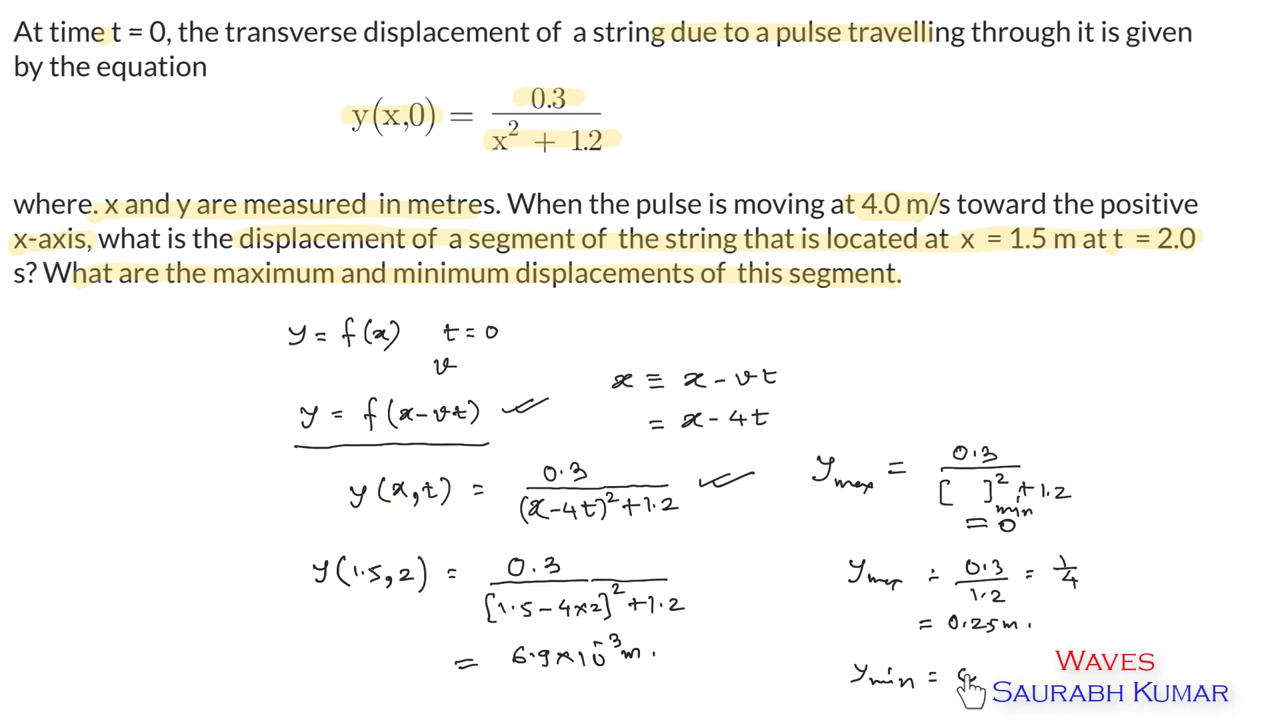 At time t = 0, the transverse displacement of a string due to a pulse travelling through it is given
by the equation
y(x,0) = 0.3 / (x² + 1.2)
where. x and y are measured in metres. When the pulse is moving at 4.0 m/s toward the positive
x-axis, what is the displacement of a segment of the string that is located at x = 1.5 m at t = 2.0
s? What are the maximum and minimum displacements of this segment.
y = f(x) t = 0
v
x ≡ x - vt
y = f(x-vt) ✓
= x - 4t
y(x,t) = 0.3 / ((x-4t)² + 1.2) ✓
y(1.5,2) = 0.3 / ([1.5-4×2]² + 1.2)
= 6.9×10⁻³ m.
y max = 0.3 / ([ ]² min + 1.2)
= 0
y max = 0.3 / 1.2 = 1/4
= 0.25m.
y min =
WAVES
SAURABH KUMAR